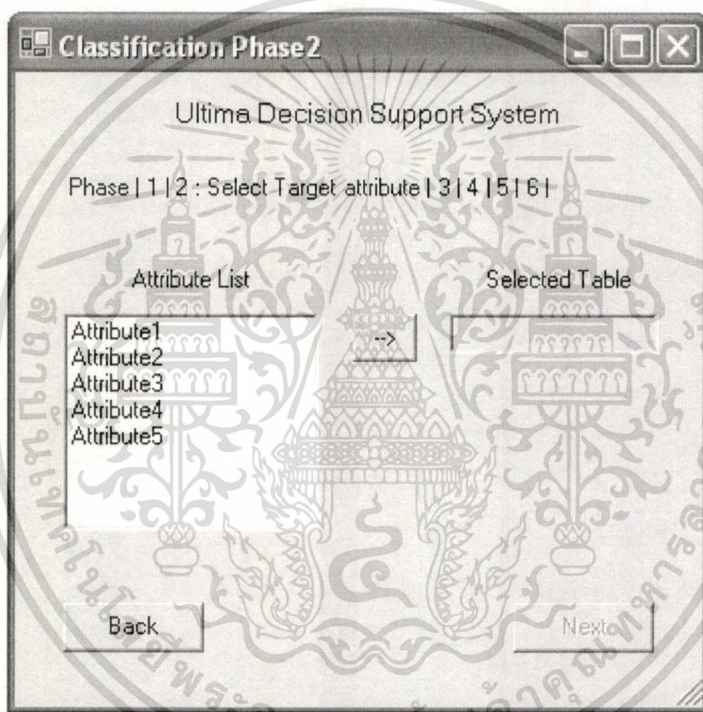 Classification Phase2
Ultima Decision Support System
Phase | 1 | 2 : Select Target attribute | 3 | 4 | 5 | 6 |
Attribute List
Selected Table
Attribute1
Attribute2
Attribute3
Attribute4
Attribute5
-->
Back
Next